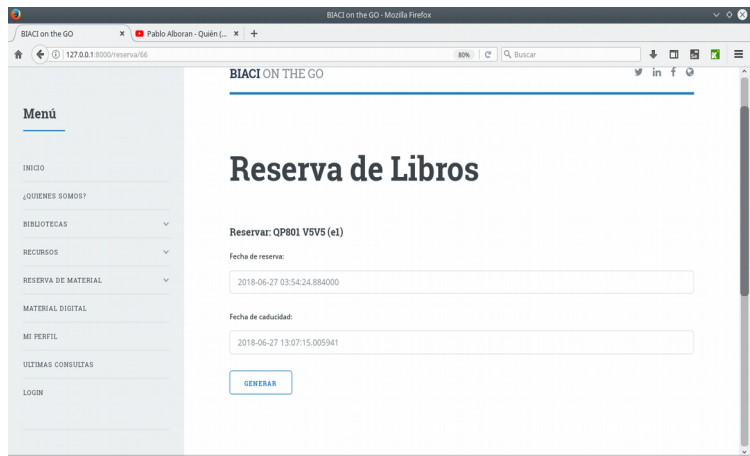 BIACI on the GO - Mozilla Firefox
BIACI on the GO × Pablo Alboran - Quién (... × +
127.0.0.1:8000/reserva/66 80% Buscar
BIACI ON THE GO
Menú
INICIO
¿QUIENES SOMOS?
BIBLIOTECAS
RECURSOS
RESERVA DE MATERIAL
MATERIAL DIGITAL
MI PERFIL
ULTIMAS CONSULTAS
LOGIN
Reserva de Libros
Reservar: QP801 V5V5 (e1)
Fecha de reserva:
2018-06-27 03:54:24.884000
Fecha de caducidad:
2018-06-27 13:07:15.005941
GENERAR